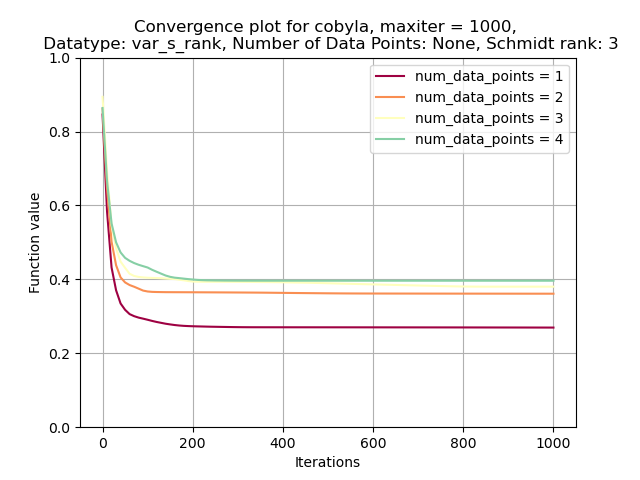 Convergence plot for cobyla, maxiter = 1000,
Datatype: var_s_rank, Number of Data Points: None, Schmidt rank: 3
1.0
0.8
0.6
0.4
0.2
0.0
Function value
num_data_points = 1
num_data_points = 2
num_data_points = 3
num_data_points = 4
0 200 400 600 800 1000
Iterations